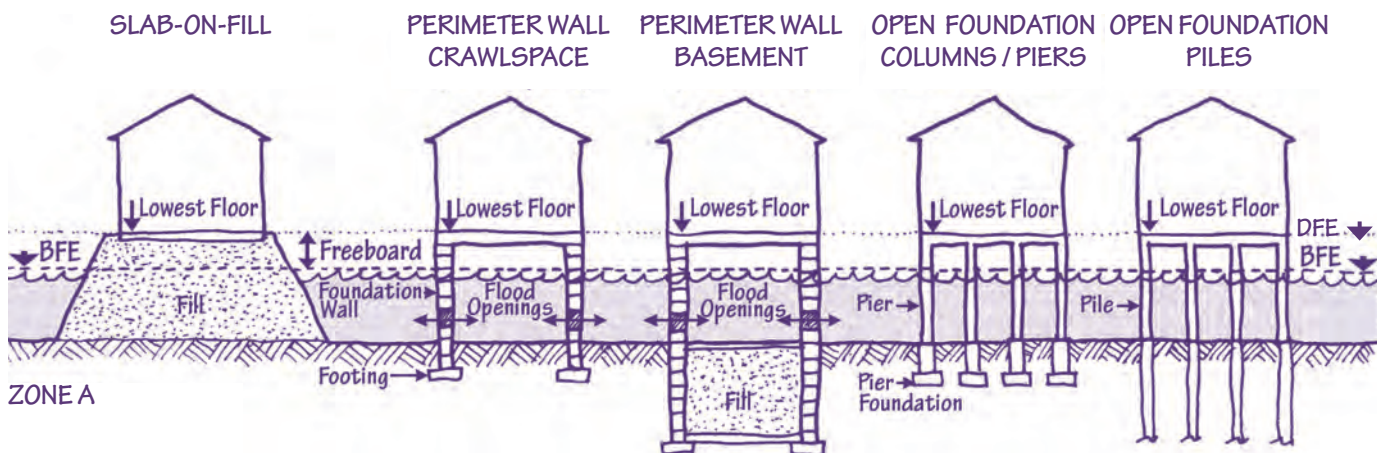 SLAB-ON-FILL
PERIMETER WALL
CRAWLSPACE
PERIMETER WALL
BASEMENT
OPEN FOUNDATION
COLUMNS / PIERS
OPEN FOUNDATION
PILES
Lowest Floor
Lowest Floor
Lowest Floor
Lowest Floor
Lowest Floor
DFE
BFE
Freeboard
BFE
Fill
Foundation
Wall
Flood
Openings
Flood
Openings
Pier
Pile
Footing
Fill
Pier
Foundation
ZONE A